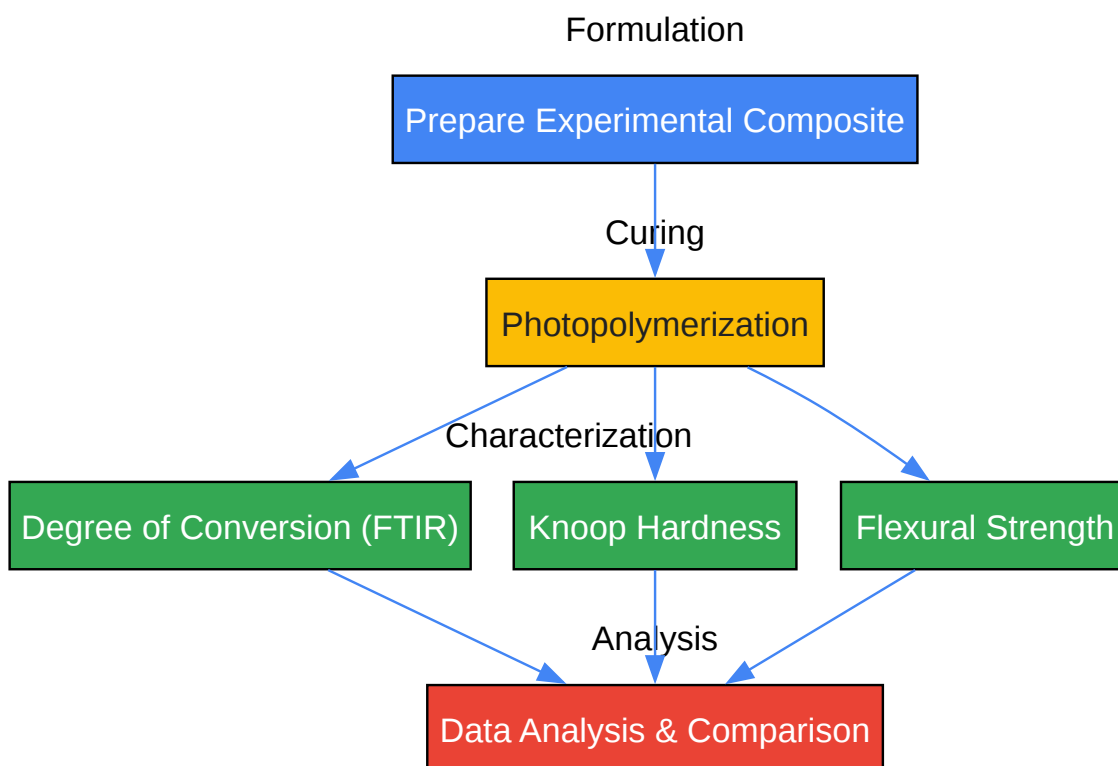 Formulation
Prepare Experimental Composite
Curing
Photopolymerization
Characterization
Degree of Conversion (FTIR)
Knoop Hardness
Flexural Strength
Analysis
Data Analysis & Comparison